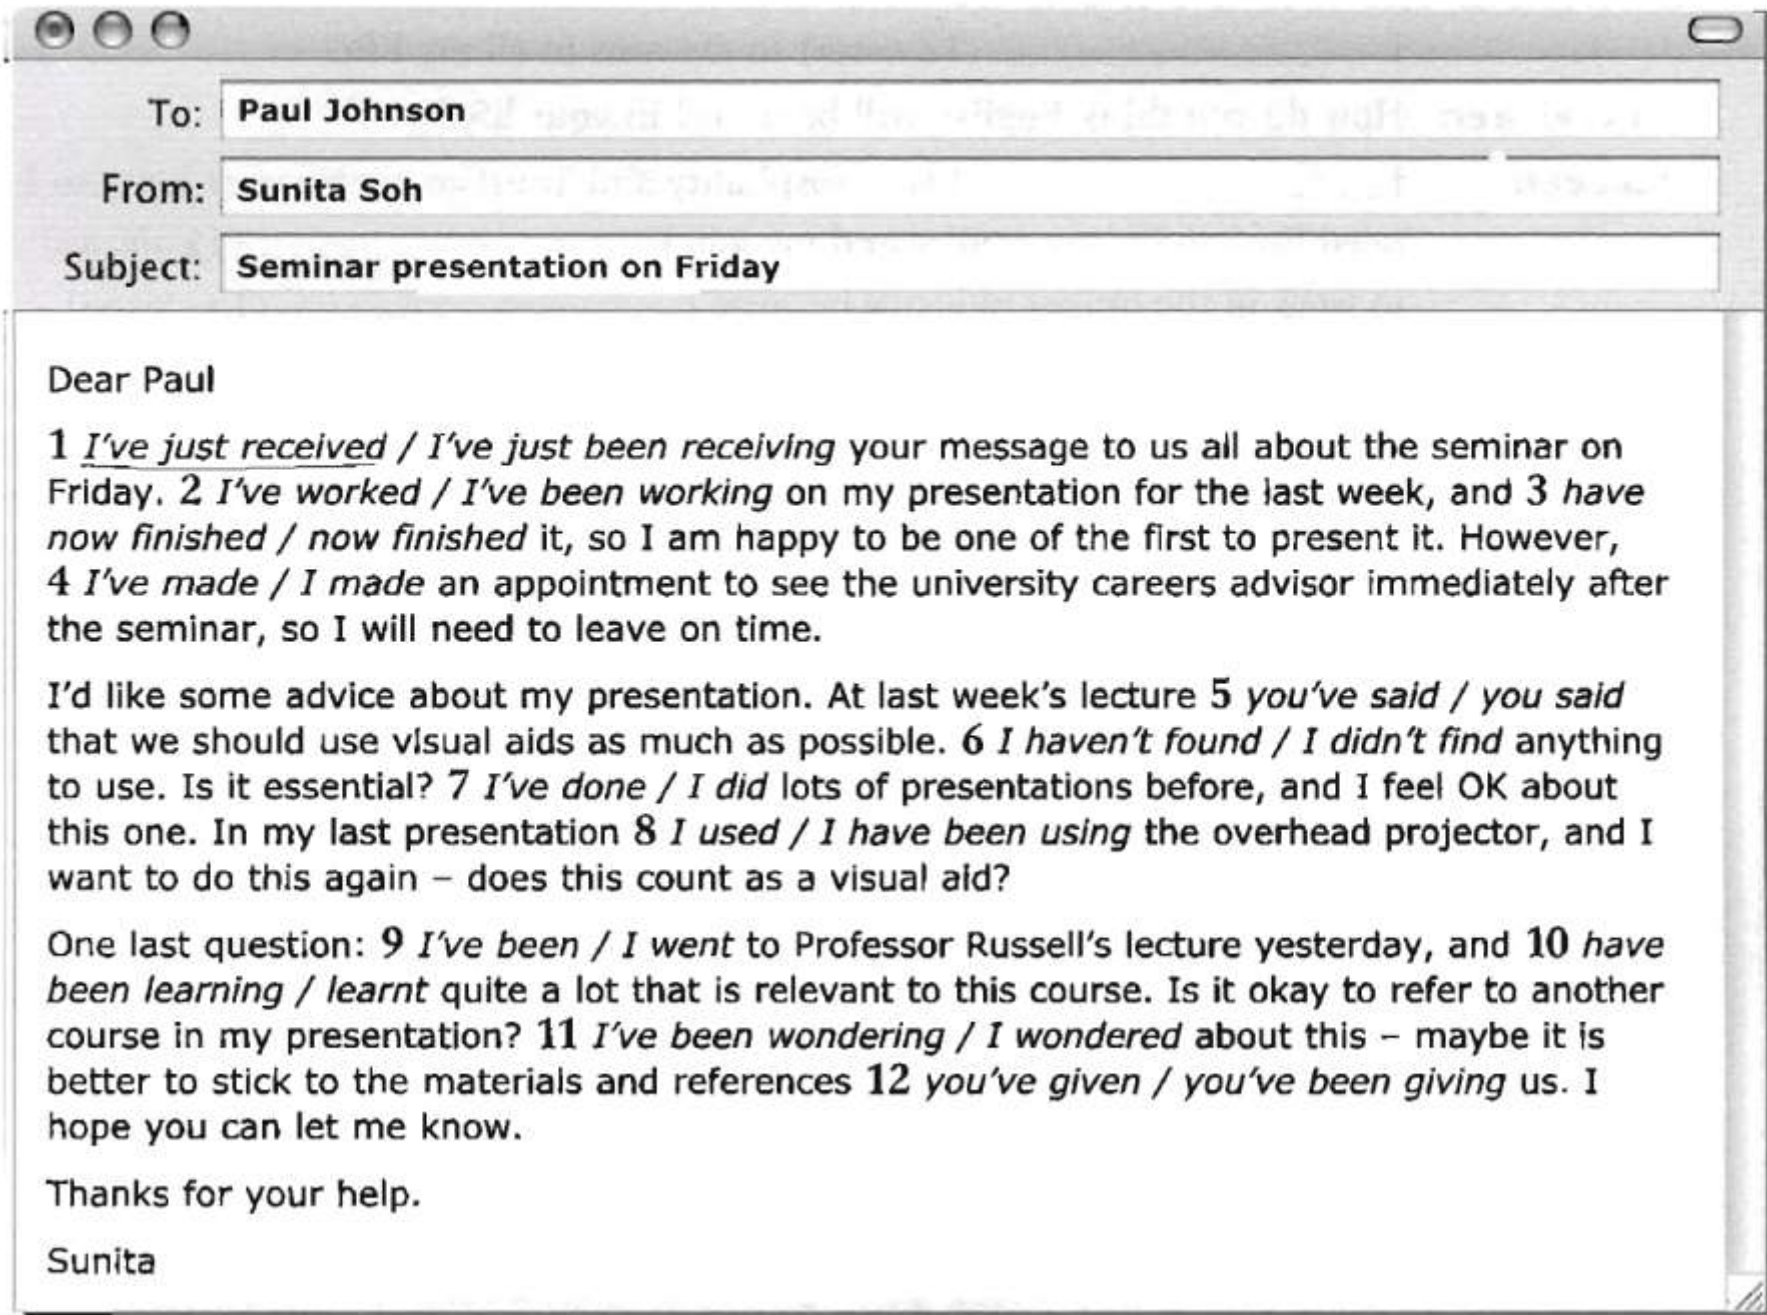 To: Paul Johnson
From: Sunita Soh
Subject: Seminar presentation on Friday
Dear Paul
1 I've just received / I've just been receiving your message to us all about the seminar on
Friday. 2 I've worked / I've been working on my presentation for the last week, and 3 have
now finished / now finished it, so I am happy to be one of the first to present it. However,
4 I've made / I made an appointment to see the university careers advisor immediately after
the seminar, so I will need to leave on time.
I'd like some advice about my presentation. At last week's lecture 5 you've said / you said
that we should use visual aids as much as possible. 6 I haven't found / I didn't find anything
to use. Is it essential? 7 I've done / I did lots of presentations before, and I feel OK about
this one. In my last presentation 8 I used / I have been using the overhead projector, and I
want to do this again – does this count as a visual aid?
One last question: 9 I've been / I went to Professor Russell's lecture yesterday, and 10 have
been learning / learnt quite a lot that is relevant to this course. Is it okay to refer to another
course in my presentation? 11 I've been wondering / I wondered about this – maybe it is
better to stick to the materials and references 12 you've given / you've been giving us. I
hope you can let me know.
Thanks for your help.
Sunita